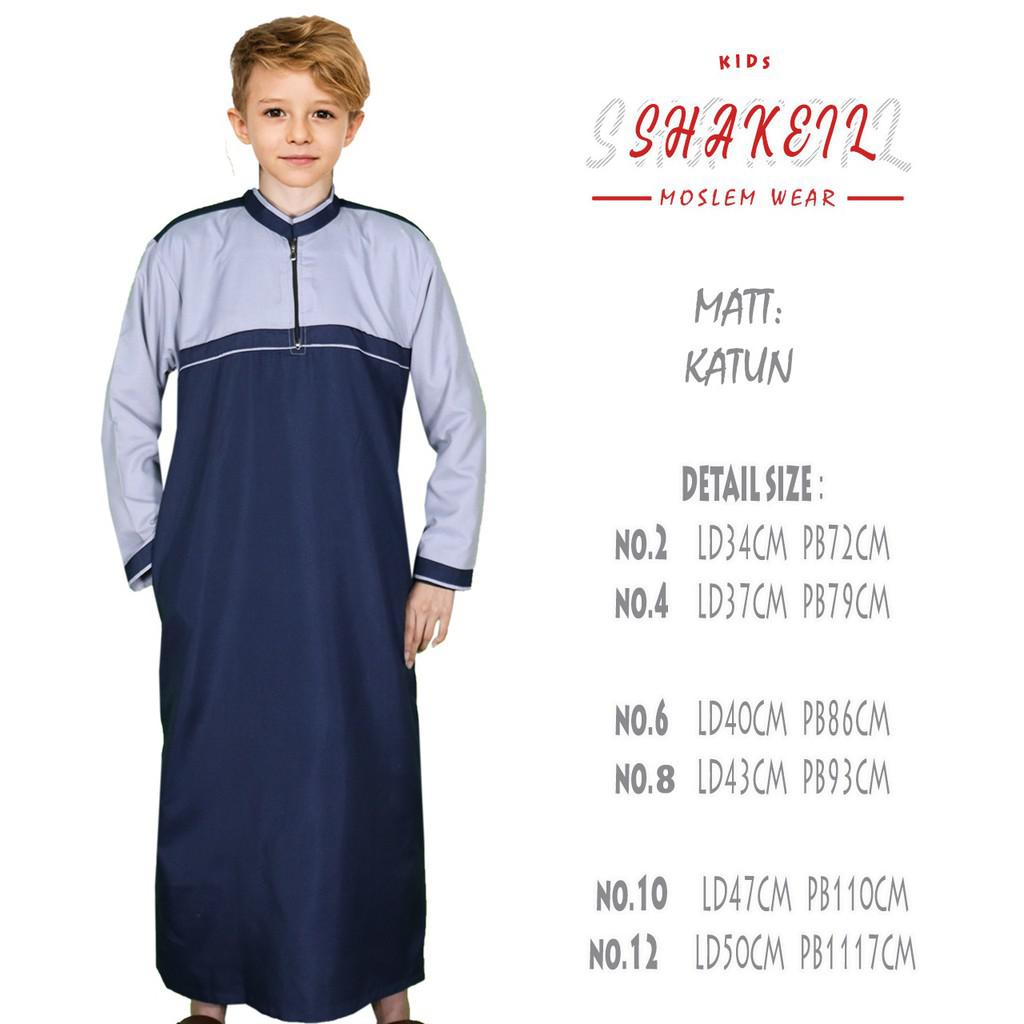 KIDS
SHAKEIL
MOSLEM WEAR
MATT:
KATUN
DETAIL SIZE :
NO.2 LD34CM PB72CM
NO.4 LD37CM PB79CM
NO.6 LD40CM PB86CM
NO.8 LD43CM PB93CM
NO.10 LD47CM PB110CM
NO.12 LD50CM PB1117CM